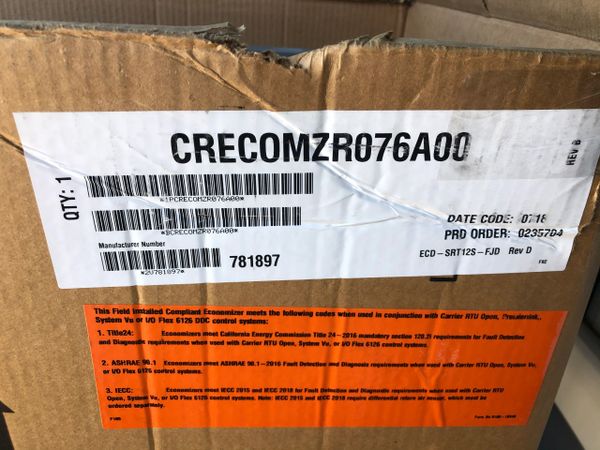 CRECOMZR076A00
REV B
QTY: 1
*1PCRECOMZR076A00*
*BCRECOMZR076A00*
DATE CODE: 0718
PRD ORDER: 0235704
Manufacturer Number
781897
ECD-SRT12S-FJD Rev D
*2V781897*
This Field Installed Compliant Economizer meets the following codes when used in conjunction with Carrier RTU Open, PremierLink,
System Vu or I/O Flex 6126 DDC control systems:
1. Title24: Economizers meet California Energy Commission Title 24-2016 mandatory section 120.2i requirements for Fault Detection
and Diagnostic requirements when used with Carrier RTU Open, System Vu, or I/O Flex 6126 control systems.
2. ASHRAE 90.1 Economizers meet ASHRAE 90.1-2016 Fault Detection and Diagnosis requirements when used with Carrier RTU Open, System Vu,
or I/O Flex 6126 control systems.
3. IECC: Economizers meet IECC 2015 and IECC 2018 for Fault Detection and Diagnostic requirements when used with Carrier RTU
Open, System Vu, or I/O Flex 6126 control systems. Note: IECC 2015 and IECC 2018 require differential return air sensor, which must be
ordered separately.